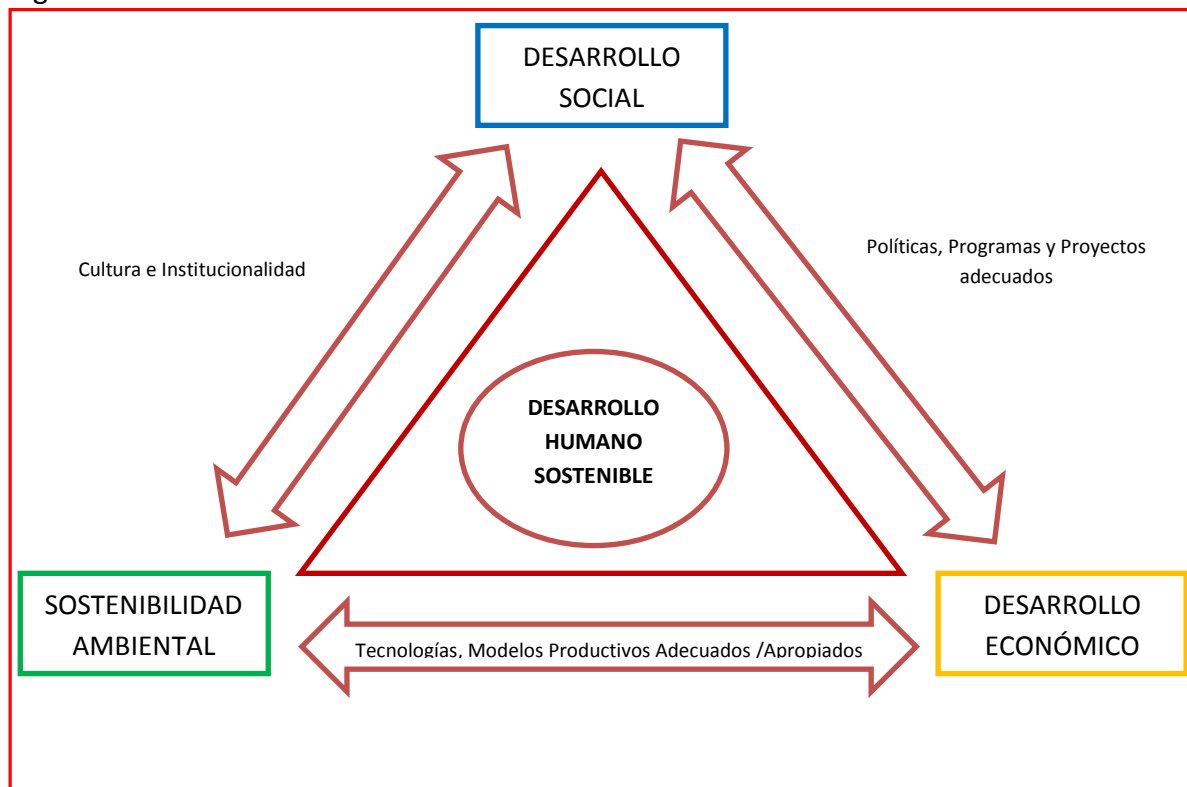 DESARROLLO
SOCIAL
Cultura e Institucionalidad
Políticas, Programas y Proyectos
adecuados
DESARROLLO
HUMANO
SOSTENIBLE
SOSTENIBILIDAD
AMBIENTAL
Tecnologías, Modelos Productivos Adecuados /Apropiados
DESARROLLO
ECONÓMICO